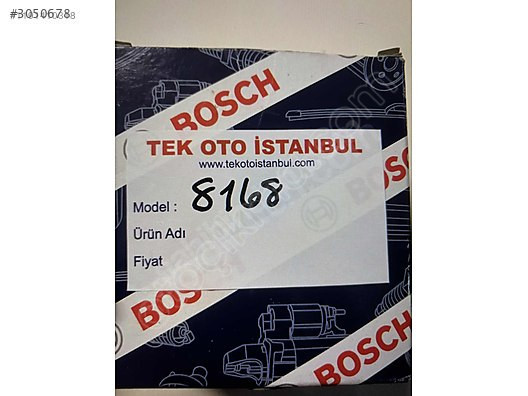 #3050678
BOSCH
TEK OTO İSTANBUL
www.tekotoistanbul.com
Model : 8168
Ürün Adı
Fiyat
BOSCH
BOSCH
BOSCH